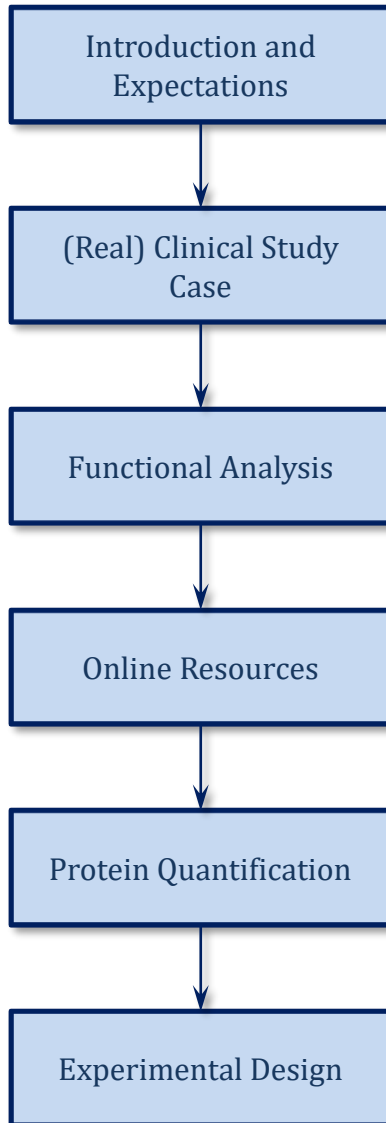 Introduction and
Expectations
(Real) Clinical Study
Case
Functional Analysis
Online Resources
Protein Quantification
Experimental Design